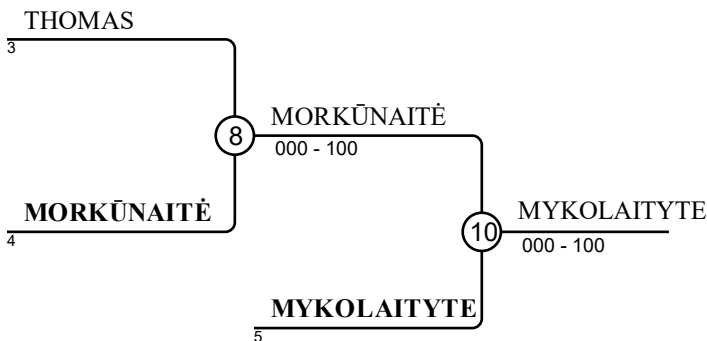 THOMAS
3
8
MORKŪNAITĖ
000 - 100
MORKŪNAITĖ
4
10
MYKOLAITYTE
000 - 100
MYKOLAITYTE
5